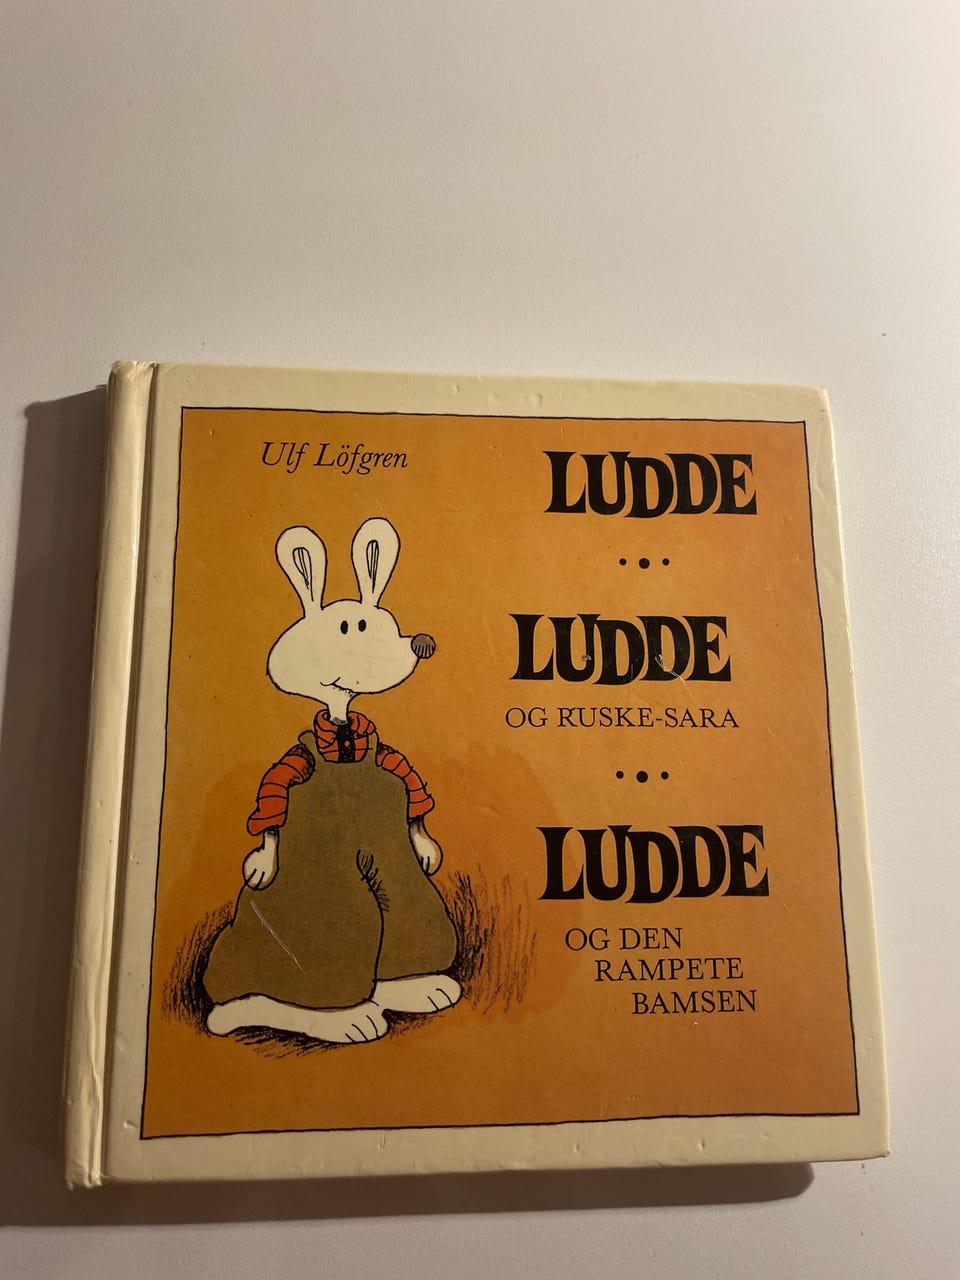 Ulf Löfgren
LUDDE
LUDDE
OG RUSKE-SARA
LUDDE
OG DEN
RAMPETE
BAMSEN